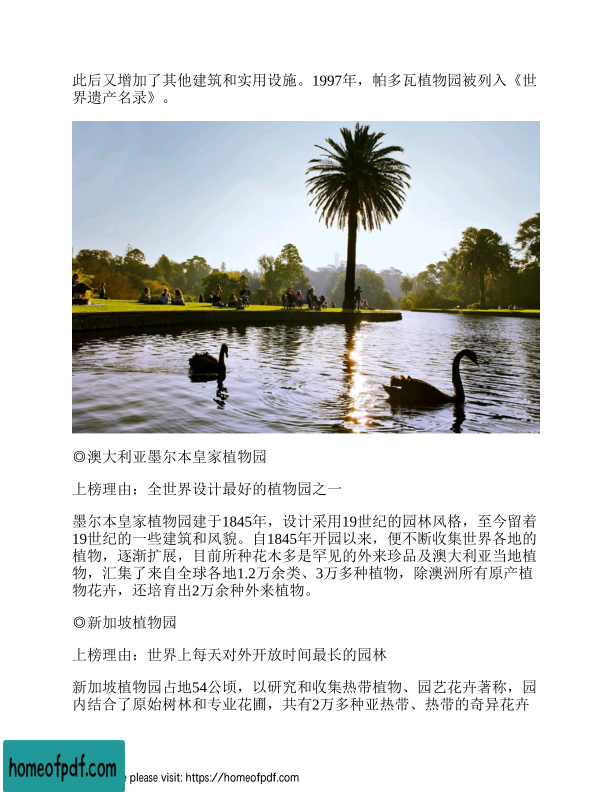 此后又增加了其他建筑和实用设施。1997年，帕多瓦植物园被列入《世
界遗产名录》。
◎澳大利亚墨尔本皇家植物园
上榜理由：全世界设计最好的植物园之一
墨尔本皇家植物园建于1845年，设计采用19世纪的园林风格，至今留着
19世纪的一些建筑和风貌。自1845年开园以来，便不断收集世界各地的
植物，逐渐扩展，目前所种花木多是罕见的外来珍品及澳大利亚当地植
物，汇集了来自全球各地1.2万余类、3万多种植物，除澳洲所有原产植
物花卉，还培育出2万余种外来植物。
◎新加坡植物园
上榜理由：世界上每天对外开放时间最长的园林
新加坡植物园占地54公顷，以研究和收集热带植物、园艺花卉著称，园
内结合了原始树林和专业花圃，共有2万多种亚热带、热带的奇异花卉
homeofpdf.com
e please visit: https://homeofpdf.com